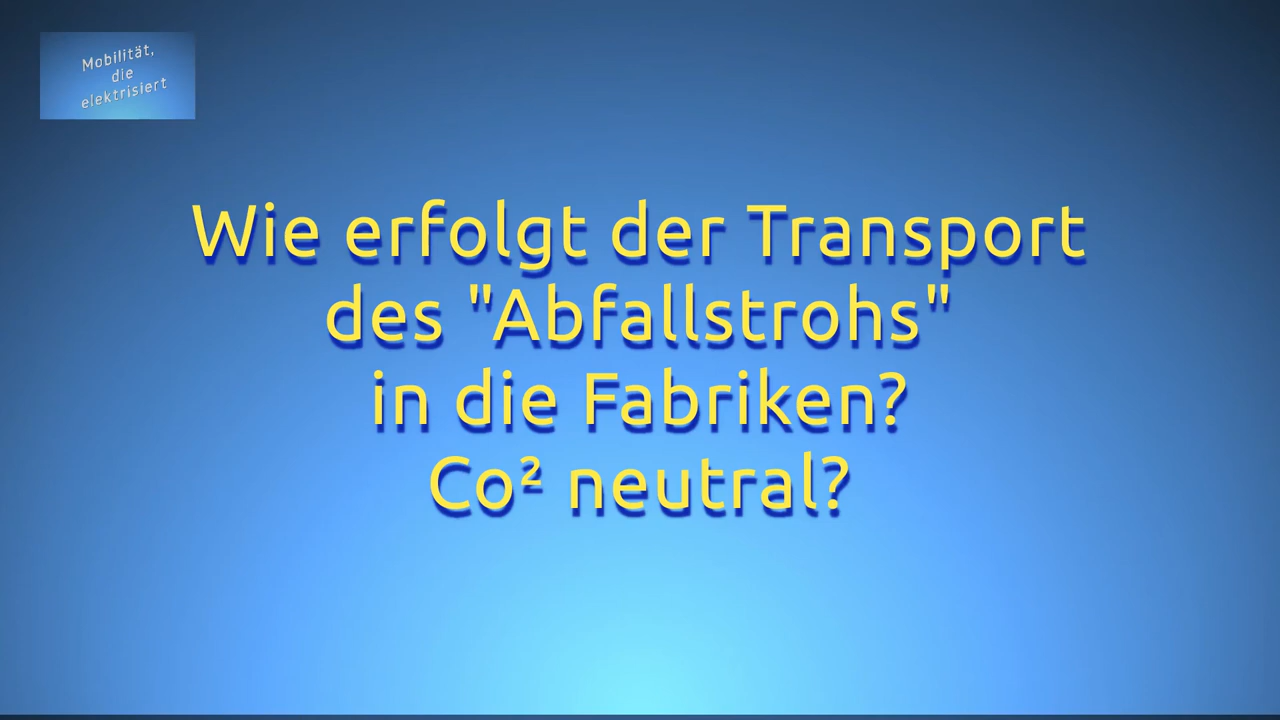 Mobilität,
die
elektrisiert
Wie erfolgt der Transport
des "Abfallstrohs"
in die Fabriken?
Co² neutral?